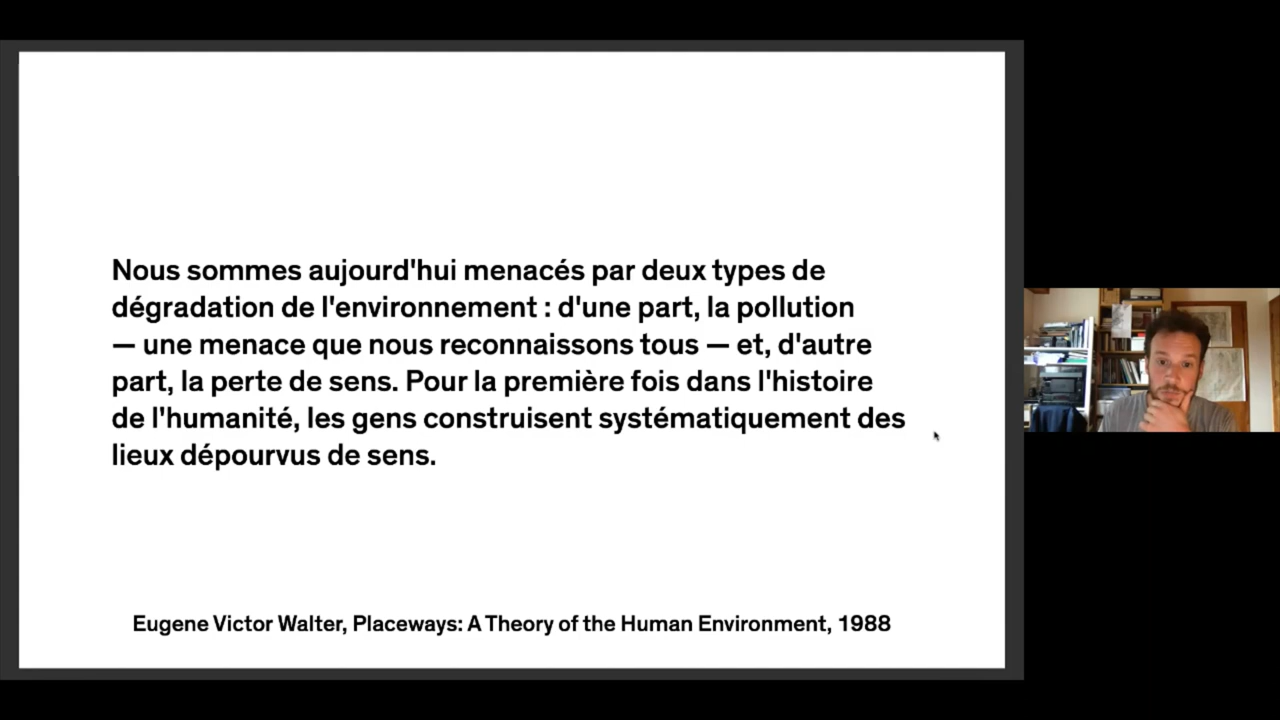 Nous sommes aujourd'hui menacés par deux types de
dégradation de l'environnement : d'une part, la pollution
— une menace que nous reconnaissons tous — et, d'autre
part, la perte de sens. Pour la première fois dans l'histoire
de l'humanité, les gens construisent systématiquement des
lieux dépourvus de sens.
Eugene Victor Walter, Placeways: A Theory of the Human Environment, 1988